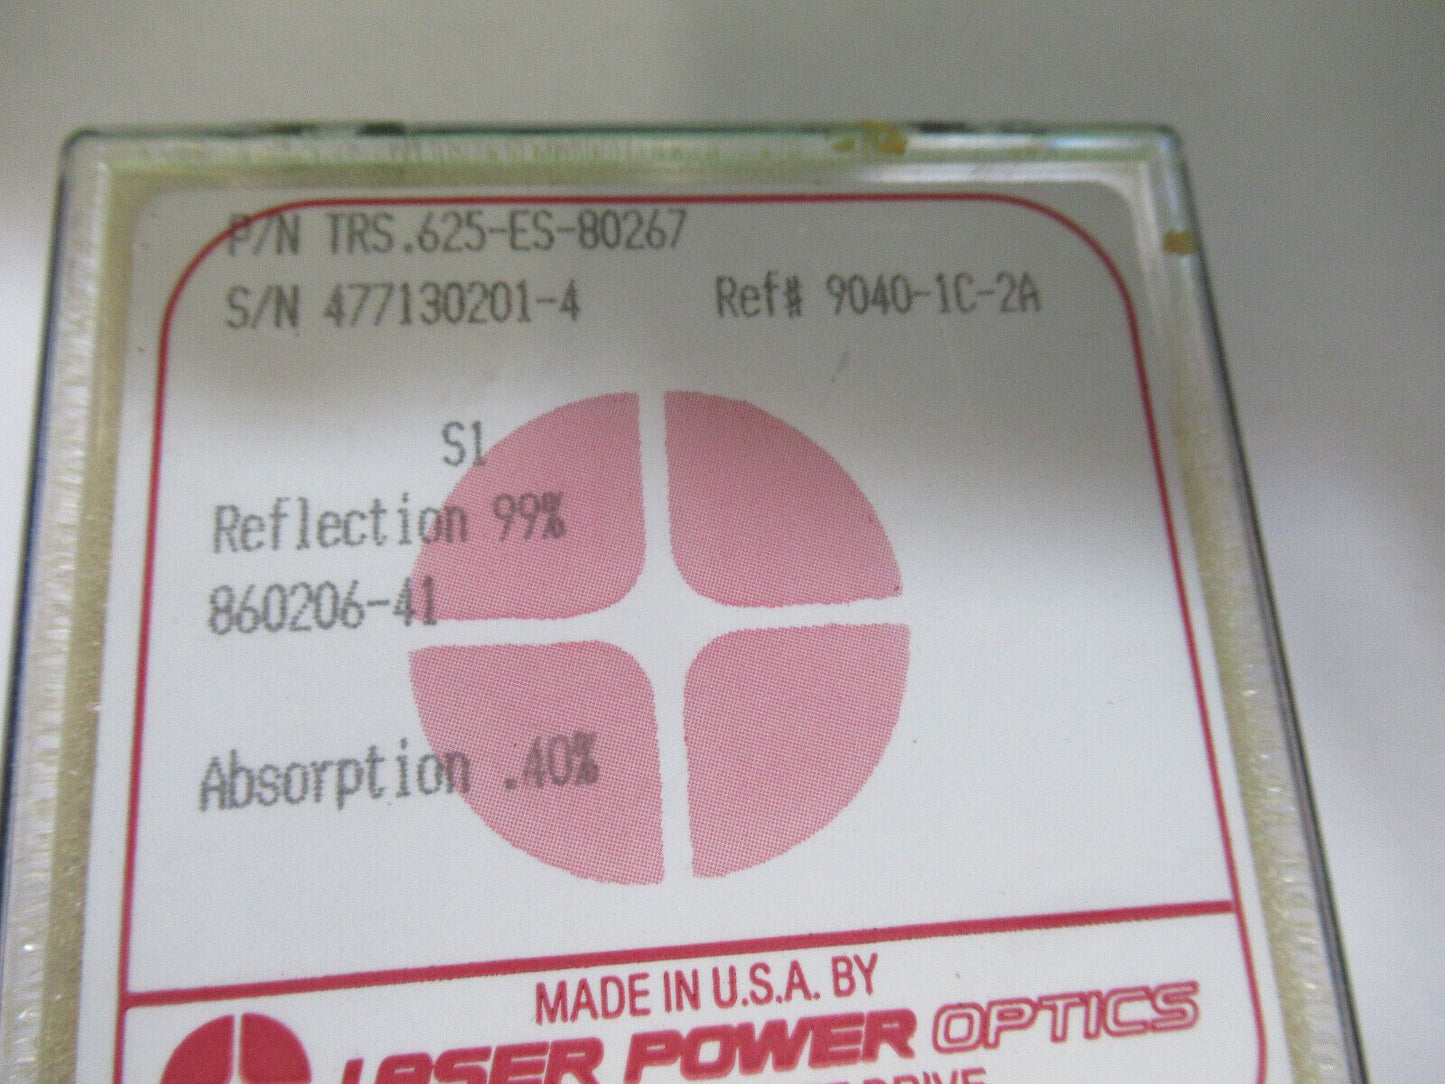 P/N TRS.625-ES-80267
S/N 477130201-4 Ref# 9040-1C-2A
S1
Reflection 99%
860206-41
Absorption .40%
MADE IN U.S.A. BY
LASER POWER OPTICS
DRIVE